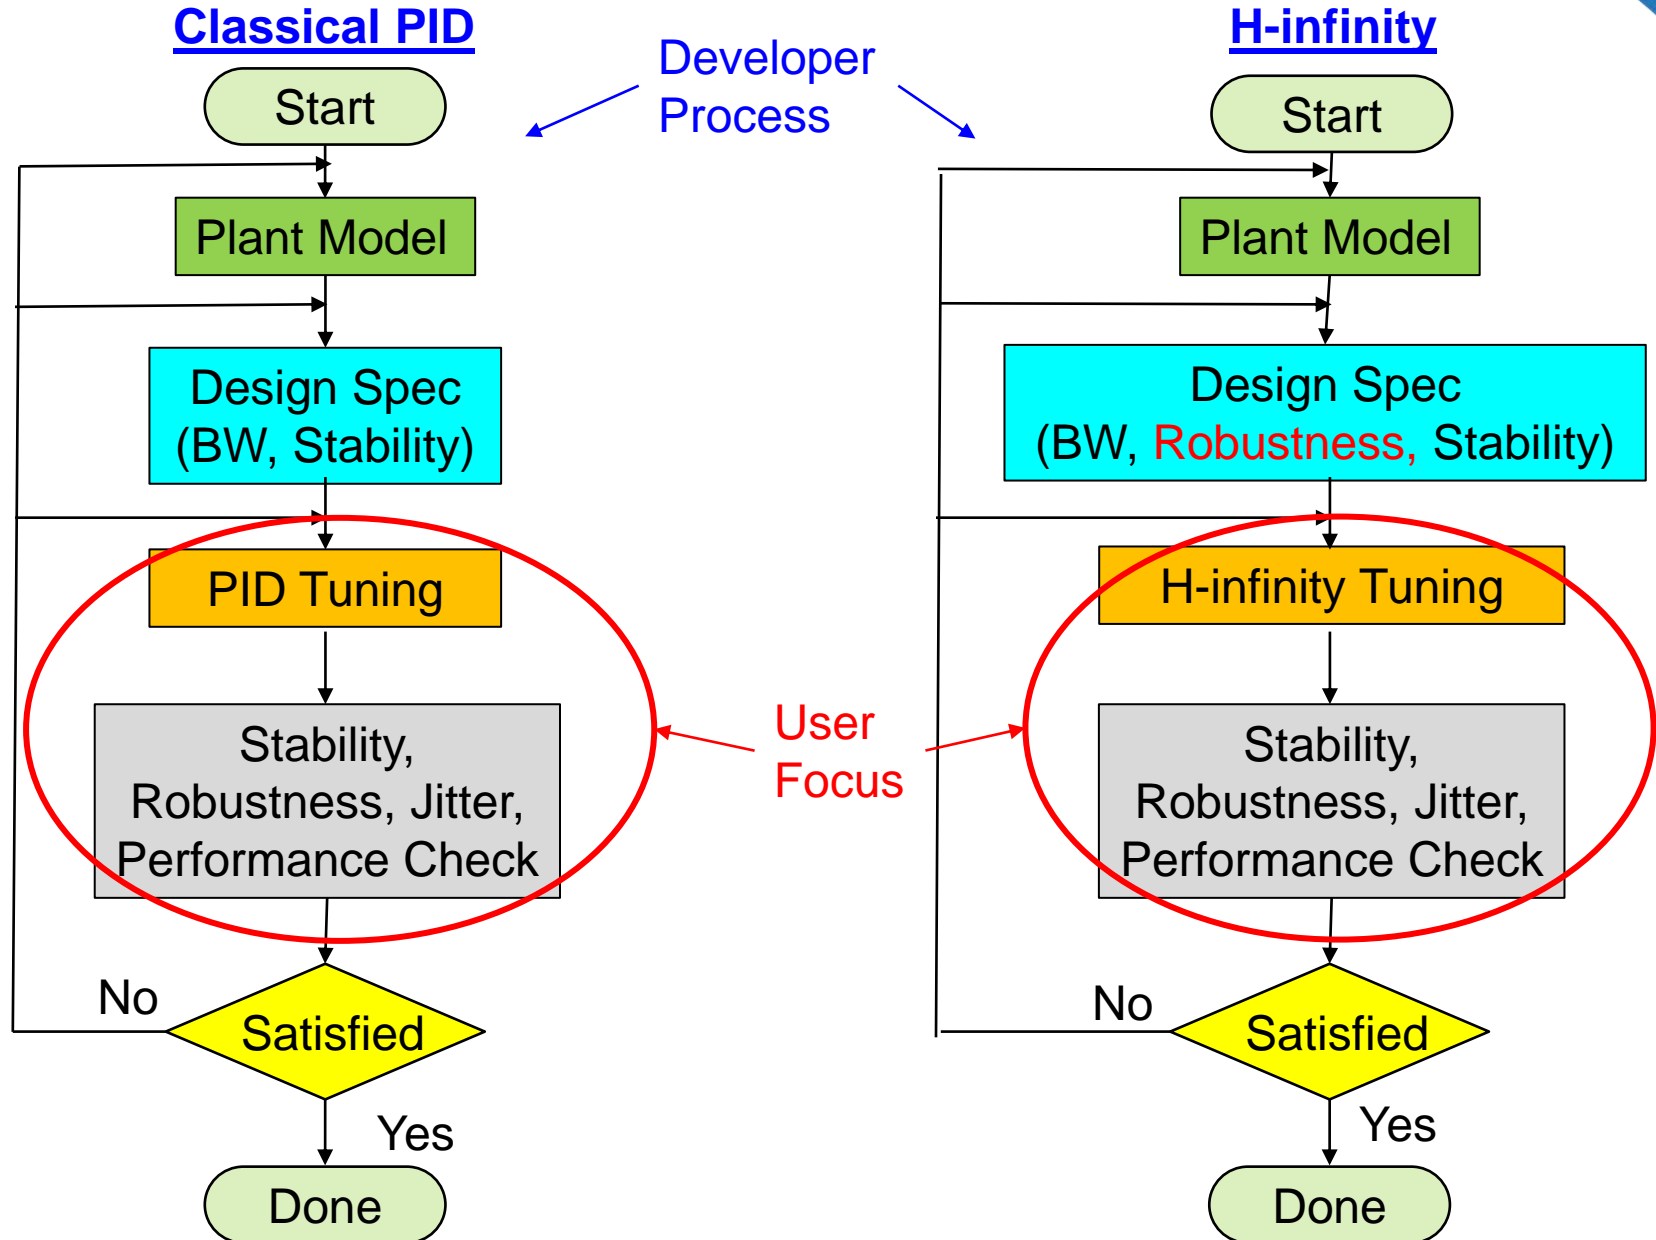 Classical PID
Start
Plant Model
Design Spec
(BW, Stability)
PID Tuning
Stability,
Robustness, Jitter,
Performance Check
No
Satisfied
Yes
Done
Developer
Process
User
Focus
H-infinity
Start
Plant Model
Design Spec
(BW, Robustness, Stability)
H-infinity Tuning
Stability,
Robustness, Jitter,
Performance Check
No
Satisfied
Yes
Done